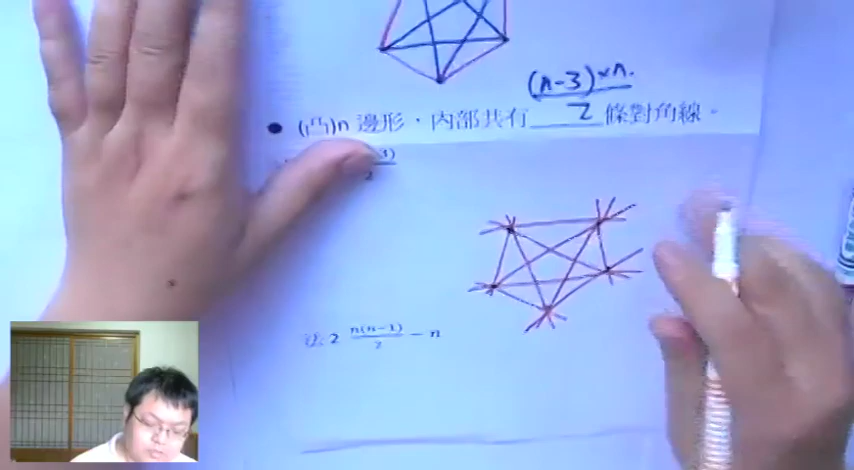 (n-3)×n
2
(凸)n 邊形,內部共有 條對角線。
法2 n(n-1)/2 - n